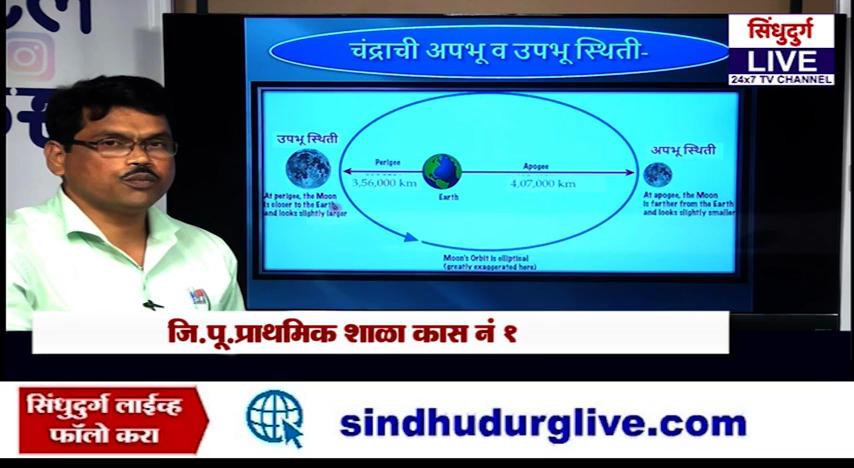 चंद्राची अपभू व उपभू स्थिती-
सिंधुदुर्ग
LIVE
24x7 TV CHANNEL
उपभू स्थिती
अपभू स्थिती
Perigee
Apogee
3,56,000 km
4,07,000 km
Earth
At perigee, the Moon
is closer to the Earth
and looks slightly larger
At apogee, the Moon
is farther from the Earth
and looks slightly smaller
Moon's Orbit is elliptical
(greatly exaggerated here)
जि.पू.प्राथमिक शाळा कास नं १
सिंधुदुर्ग लाईव्ह
फॉलो करा
sindhudurglive.com